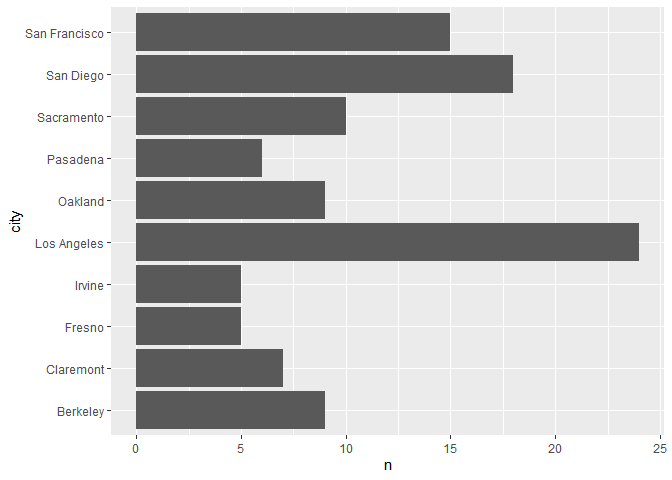 San Francisco
San Diego
Sacramento
Pasadena
Oakland
Los Angeles
Irvine
Fresno
Claremont
Berkeley
city
0 5 10 15 20 25
n